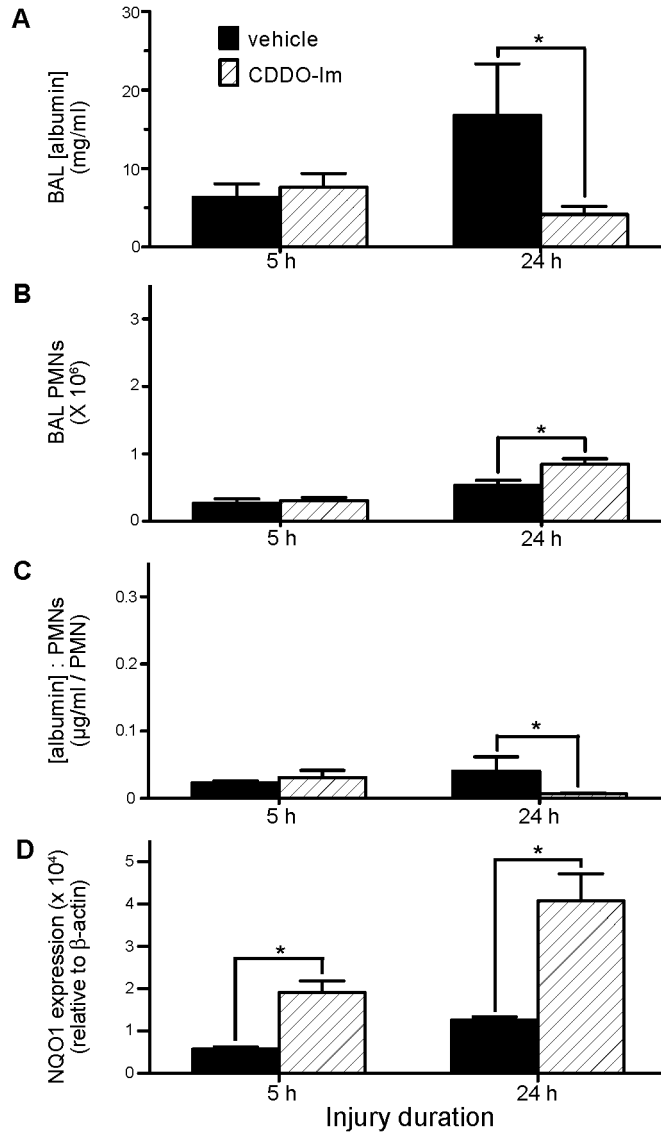 A
BAL [albumin]
(mg/ml)
30
20
10
0
vehicle
CDDO-Im
*
5 h
24 h
B
BAL PMNs
(X 10⁶)
3
2
1
0
*
5 h
24 h
C
[albumin] : PMNs
(µg/ml / PMN)
0.3
0.2
0.1
0
*
5 h
24 h
D
NQO1 expression (x 10⁴)
(relative to β-actin)
5
4
3
2
1
0
*
*
5 h
24 h
Injury duration